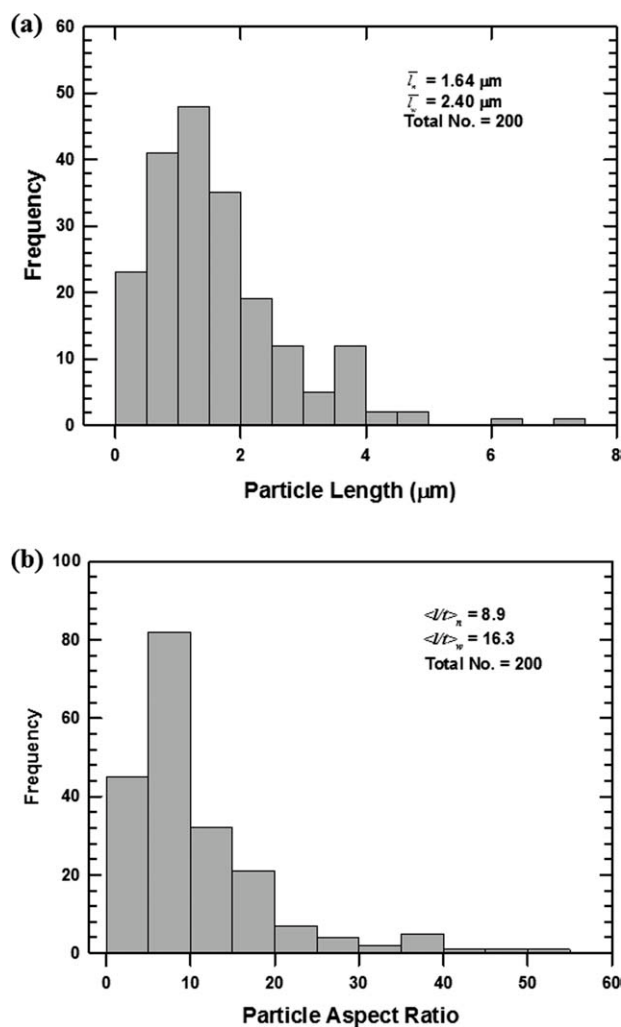 (a)
60
50
40
30
20
10
0
Frequency
l̅ₙ = 1.64 μm
l̅w = 2.40 μm
Total No. = 200
0 2 4 6 8
Particle Length (μm)
(b)
100
80
60
40
20
0
Frequency
<l/t>ₙ = 8.9
<l/t>w = 16.3
Total No. = 200
0 10 20 30 40 50 60
Particle Aspect Ratio